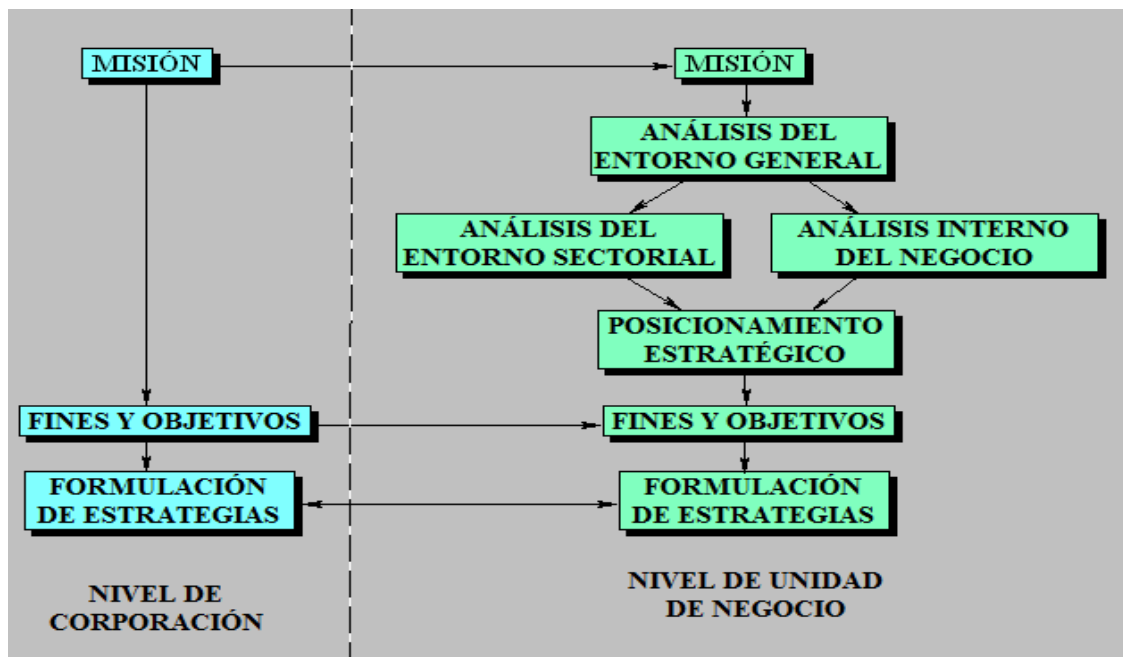 MISIÓN
MISIÓN
ANÁLISIS DEL
ENTORNO GENERAL
ANÁLISIS DEL
ENTORNO SECTORIAL
ANÁLISIS INTERNO
DEL NEGOCIO
POSICIONAMIENTO
ESTRATÉGICO
FINES Y OBJETIVOS
FINES Y OBJETIVOS
FORMULACIÓN
DE ESTRATEGIAS
FORMULACIÓN
DE ESTRATEGIAS
NIVEL DE
CORPORACIÓN
NIVEL DE UNIDAD
DE NEGOCIO